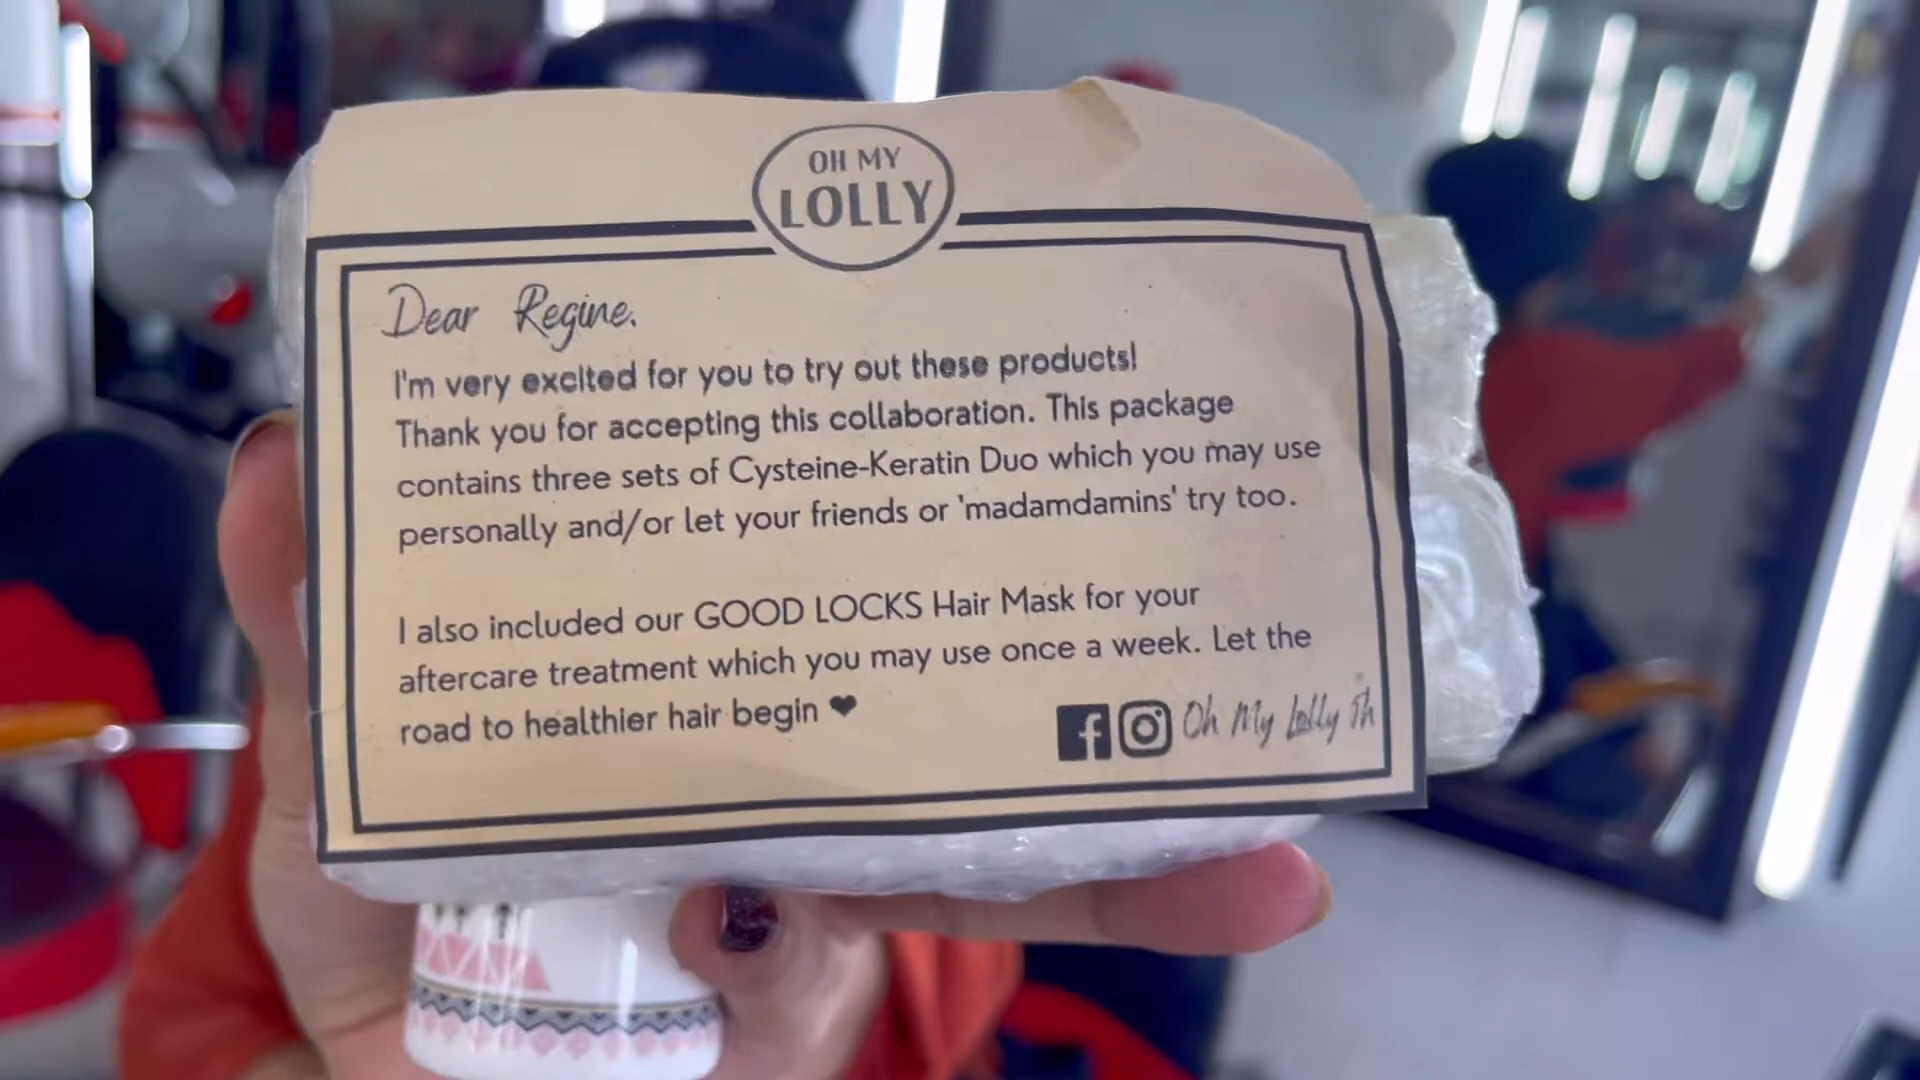 OH MY
LOLLY
Dear Regine.
I'm very excited for you to try out these products!
Thank you for accepting this collaboration. This package
contains three sets of Cysteine-Keratin Duo which you may use
personally and/or let your friends or 'madamdamins' try too.
I also included our GOOD LOCKS Hair Mask for your
aftercare treatment which you may use once a week. Let the
road to healthier hair begin ❤
Oh My Lolly Ph